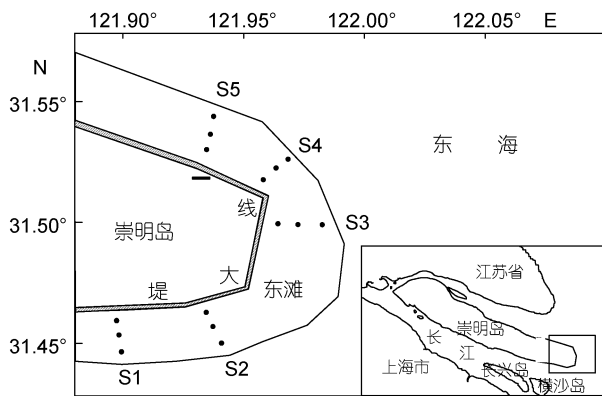 121.90° 121.95° 122.00° 122.05° E
N
31.55°
31.50°
31.45°
S5
S4
S3
S2
S1
东 海
崇明岛
东滩
大
堤
线
江苏省
崇明岛
长
江
上海市
长兴岛
横沙岛